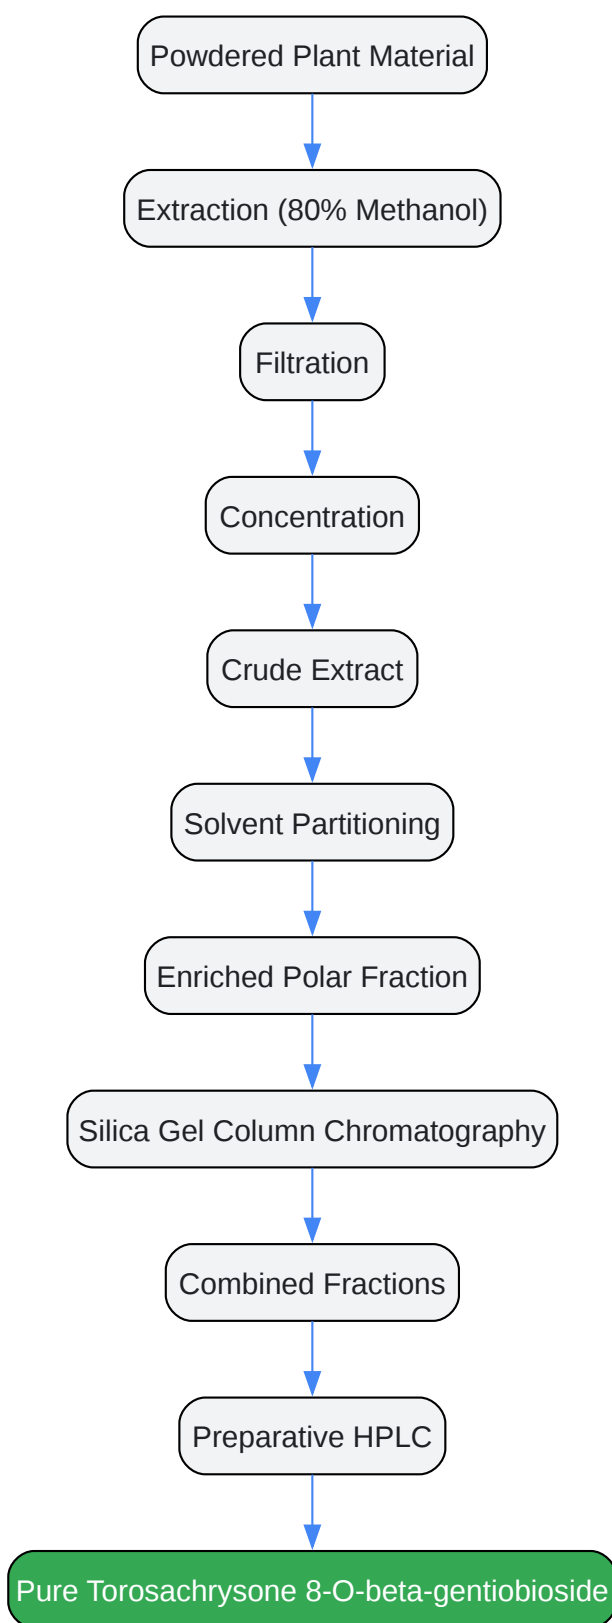 Powdered Plant Material
Extraction (80% Methanol)
Filtration
Concentration
Crude Extract
Solvent Partitioning
Enriched Polar Fraction
Silica Gel Column Chromatography
Combined Fractions
Preparative HPLC
Pure Torosachrysone 8-O-beta-gentiobioside